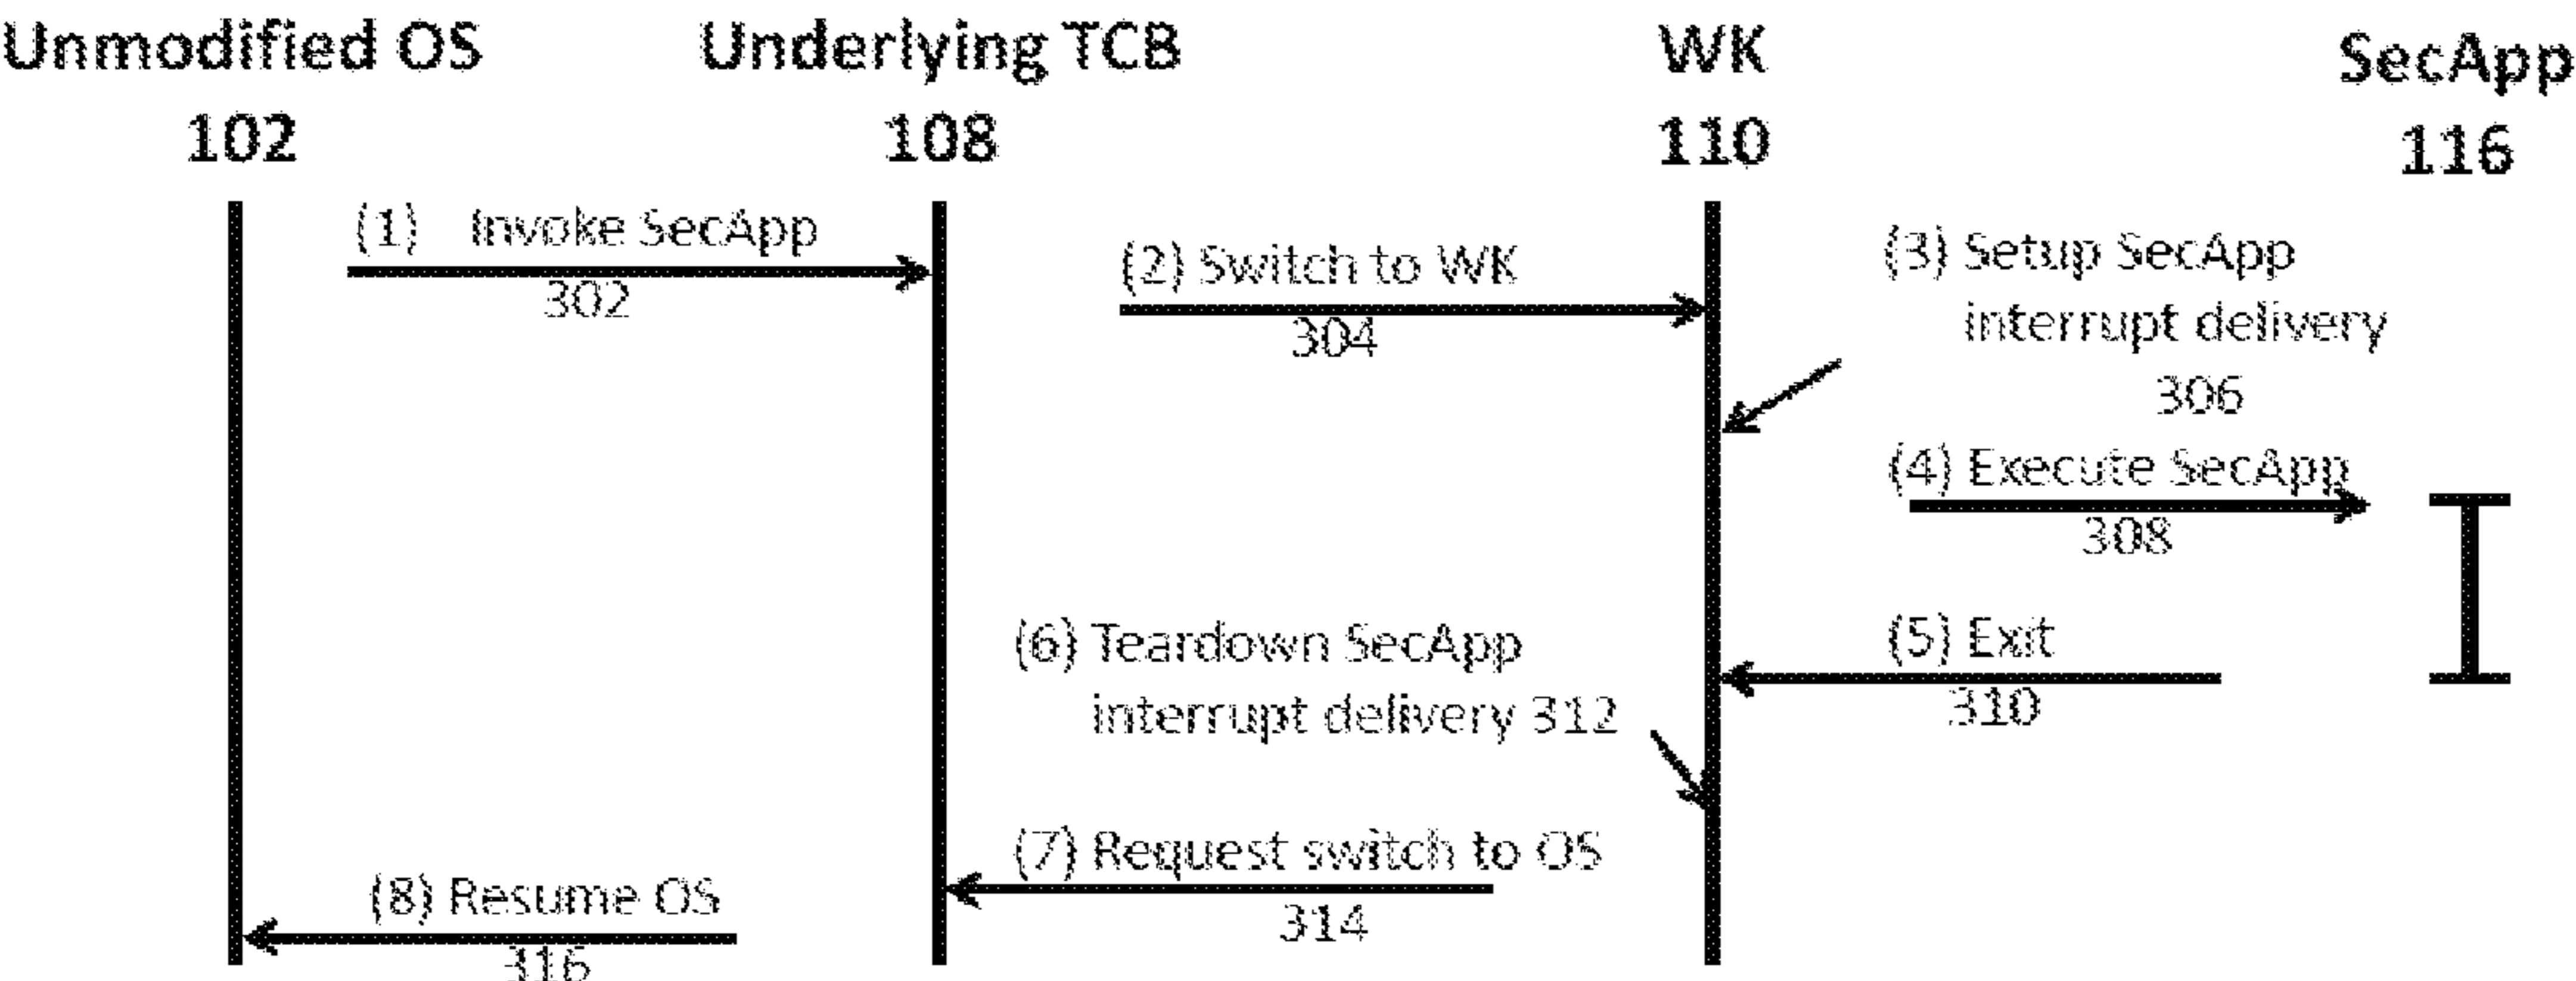 Unmodified OS
102
Underlying TCB
108
WK
110
SecApp
116
(1) Invoke SecApp
302
(2) Switch to WK
304
(3) Setup SecApp
interrupt delivery
306
(4) Execute SecApp
308
(5) Exit
310
(6) Teardown SecApp
interrupt delivery 312
(7) Request switch to OS
314
(8) Resume OS
316